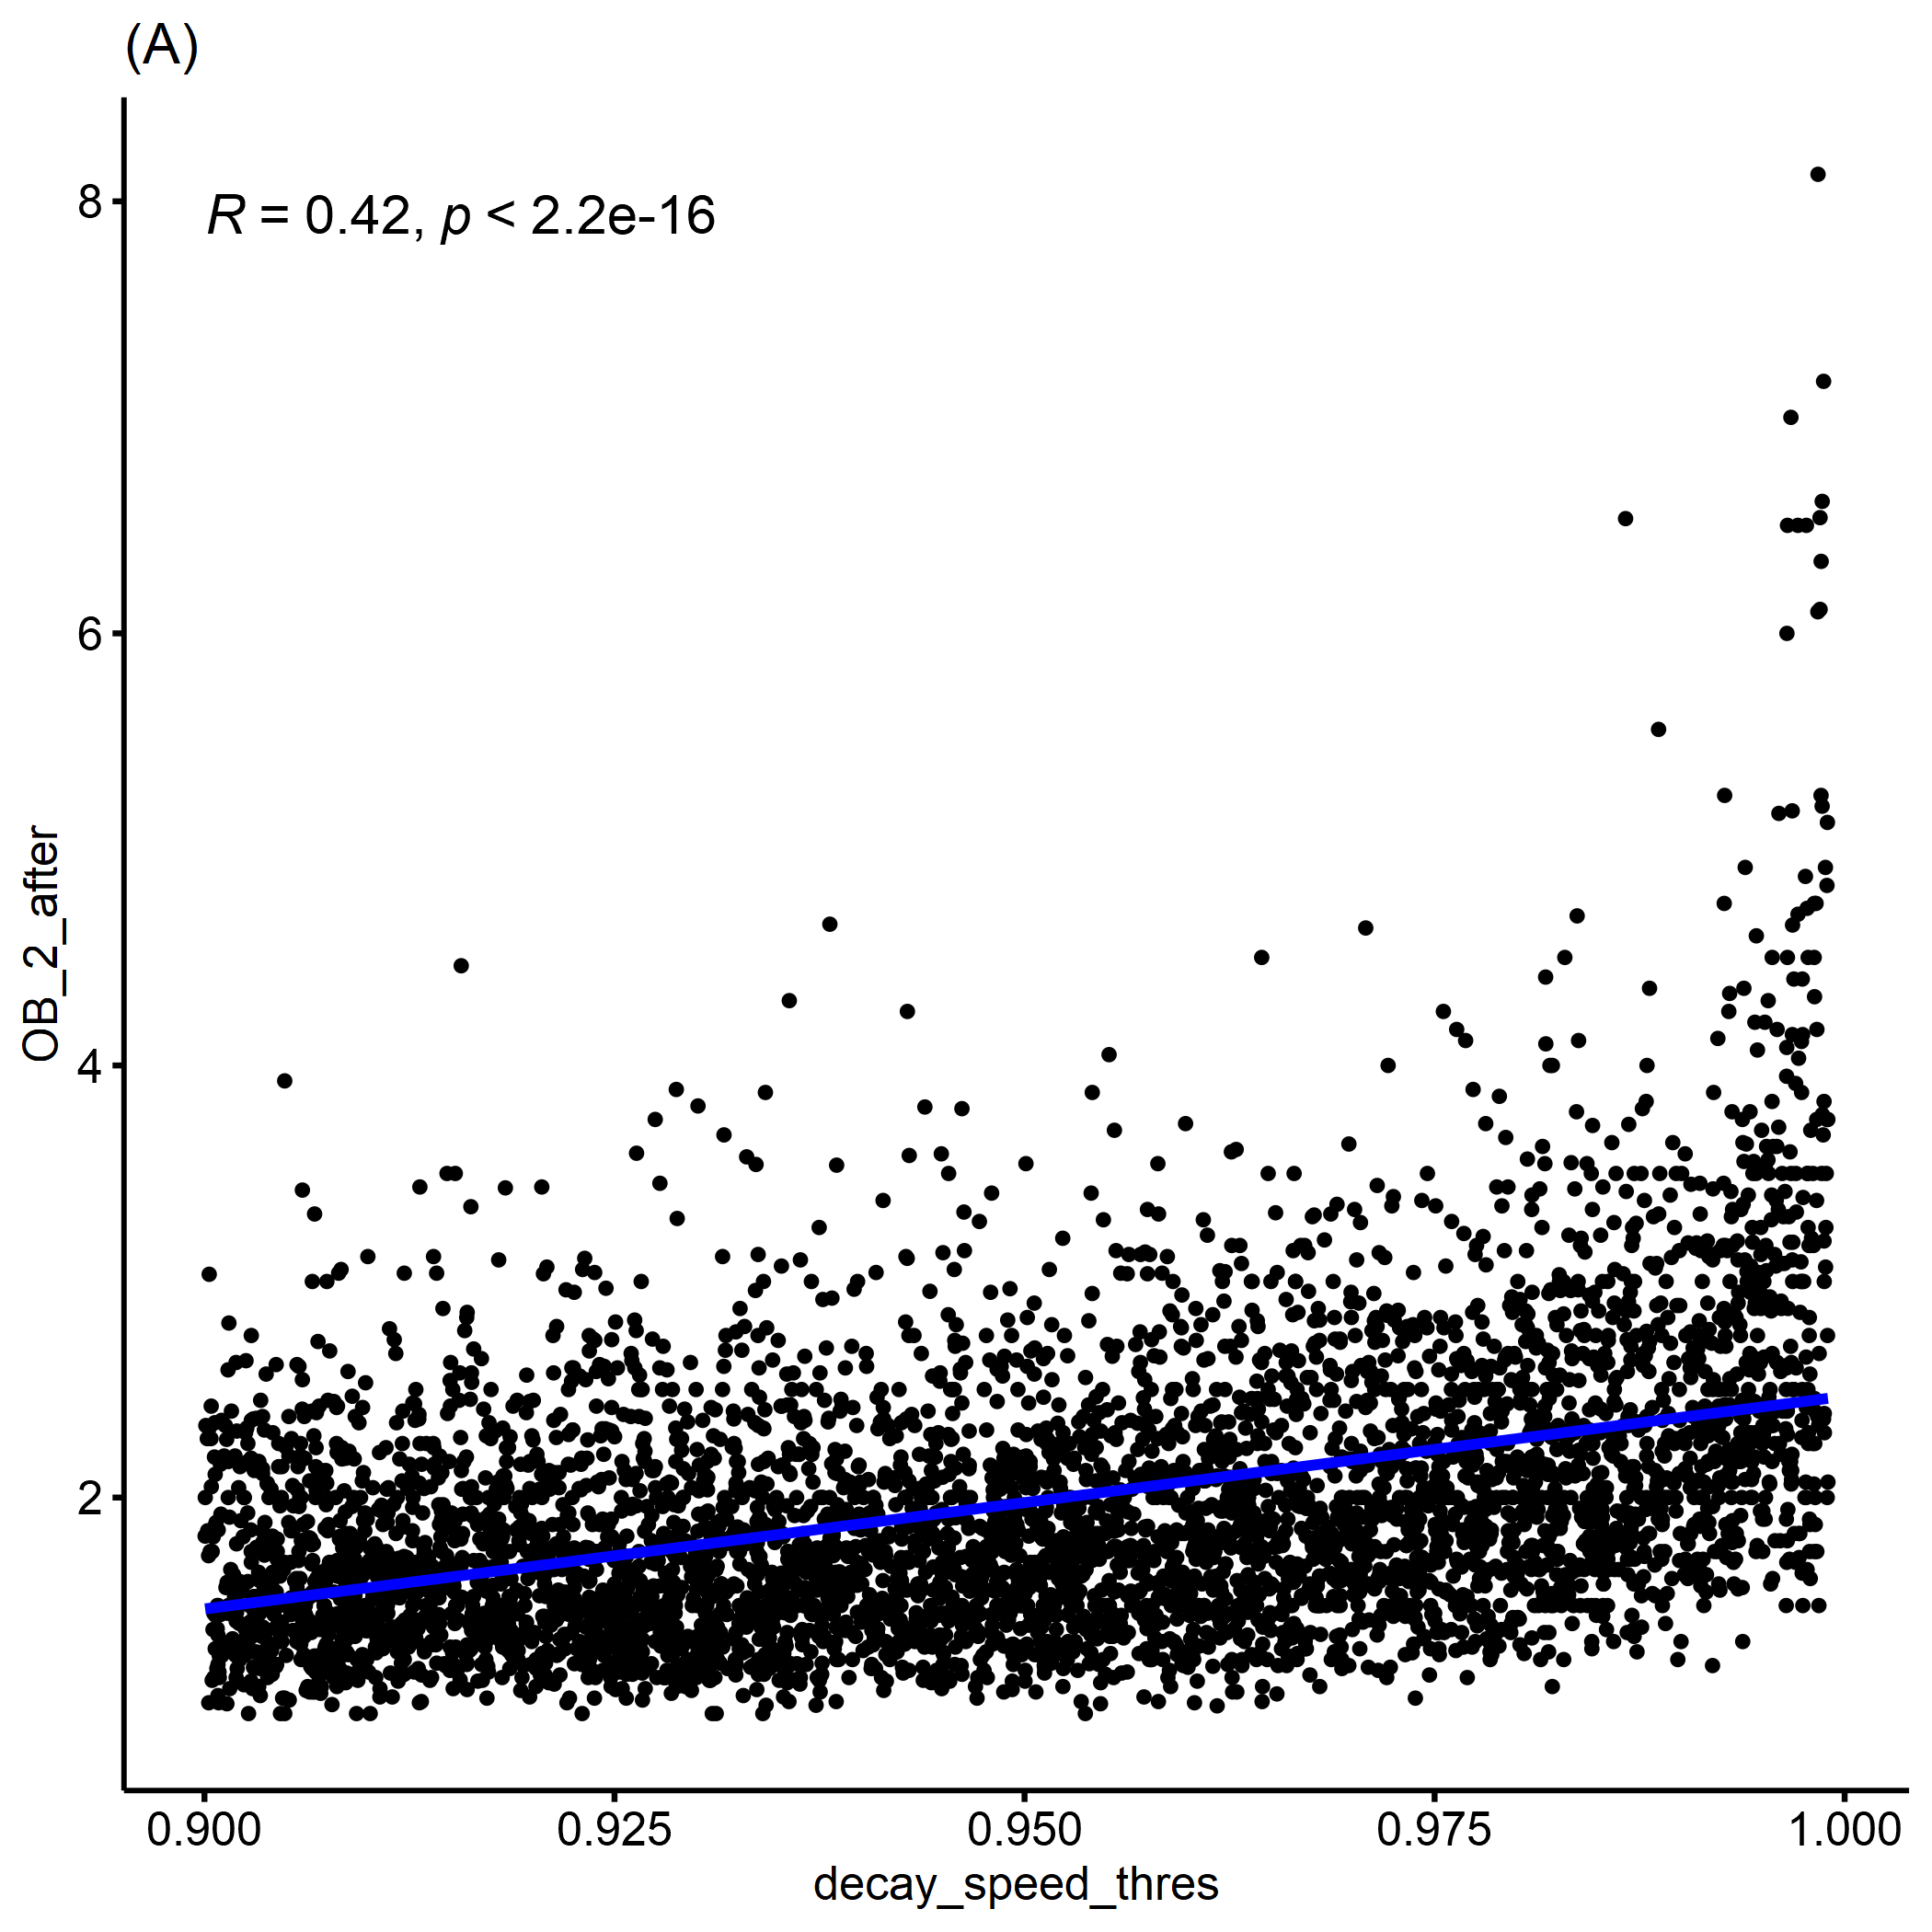 (A)
R = 0.42, p < 2.2e-16
8
6
4
2
OB_2_after
0.900 0.925 0.950 0.975 1.000
decay_speed_thres